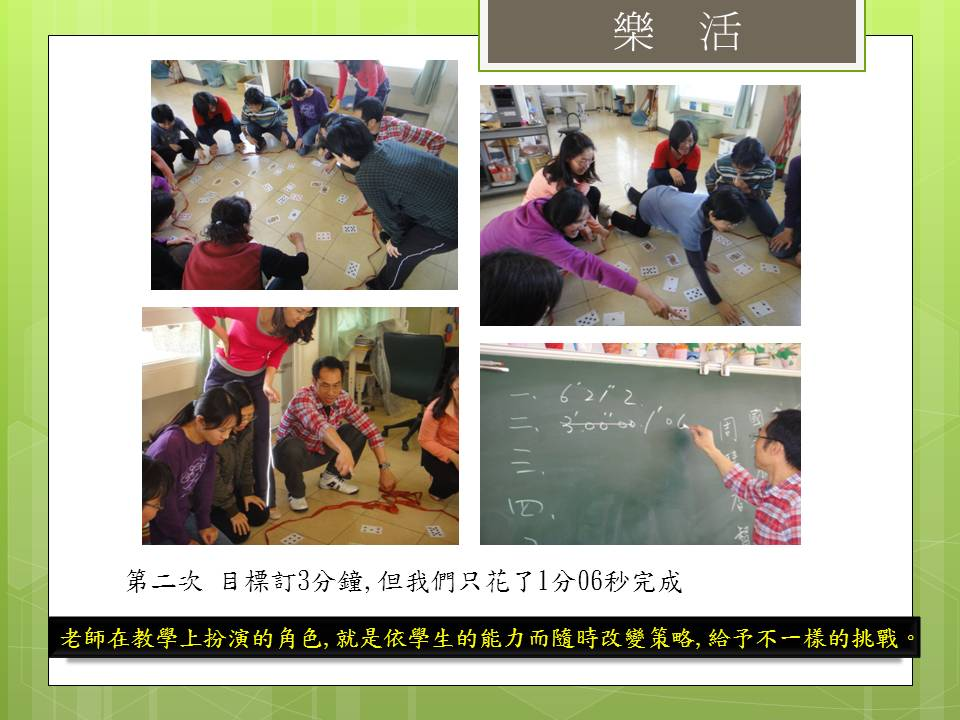 樂 活
一. 6'21"2
二. 3'00"00 1'06
三.
四.
第二次 目標訂3分鐘,但我們只花了1分06秒完成
老師在教學上扮演的角色,就是依學生的能力而隨時改變策略,給予不一樣的挑戰。